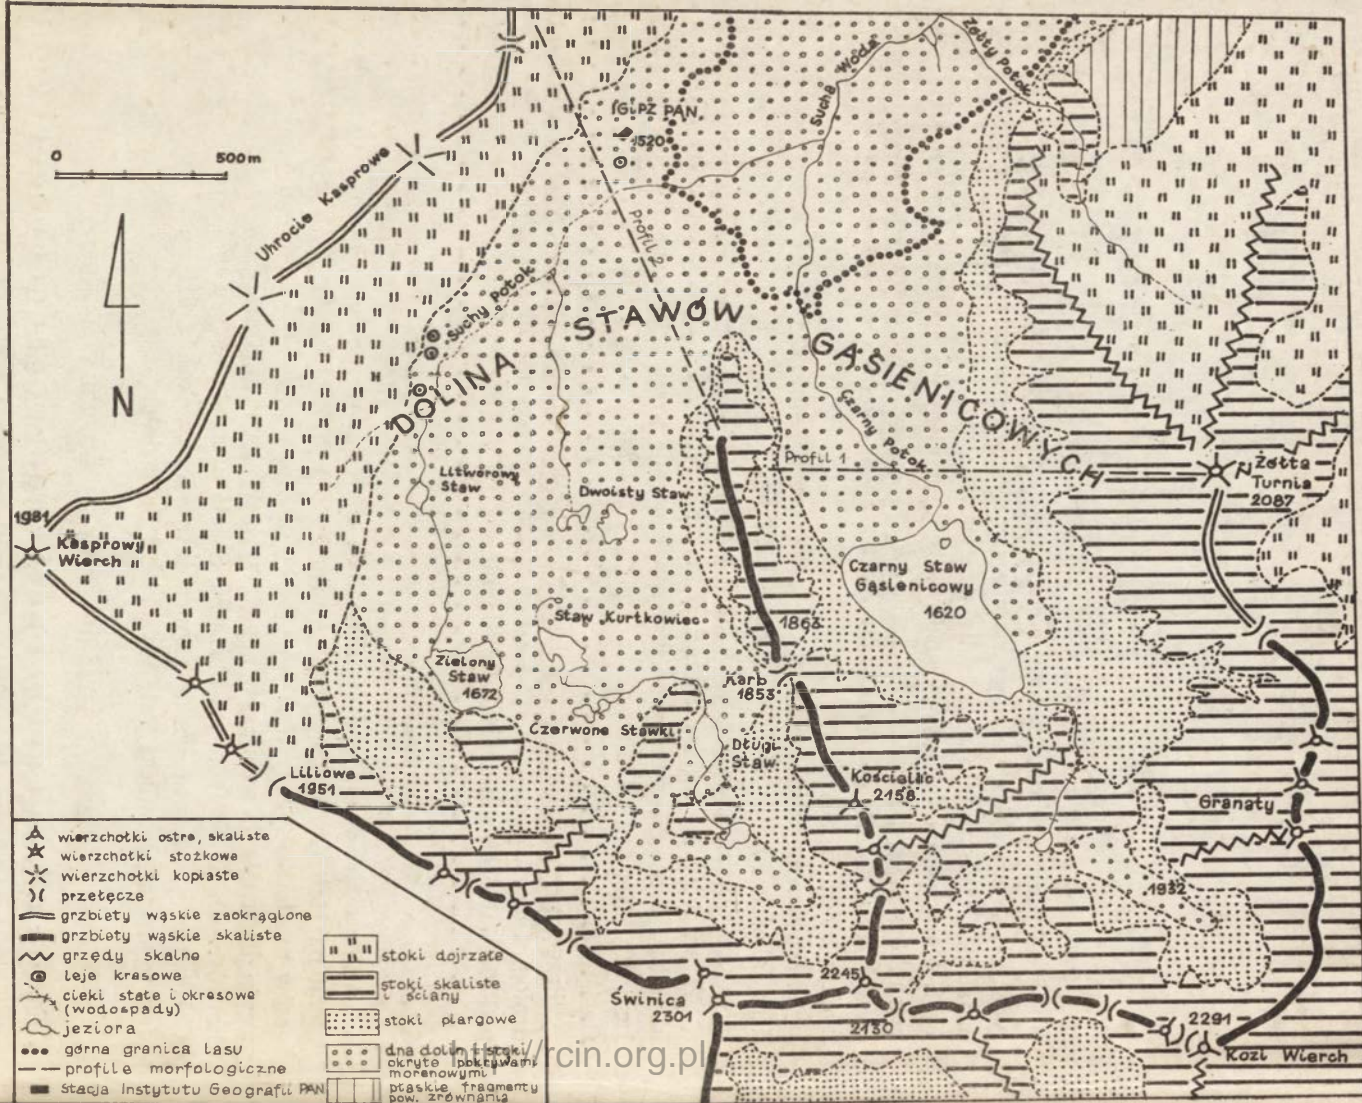 0 500m
N
Uhrocie Kasprowe
IGiPZ PAN
1520
Sucha Woda
Żółty Potok
Profil 2
Suchy Potok
DOLINA STAWÓW GĄSIENICOWYCH
Czarny Potok
Profil 1
Żółta
Turnia
2087
Litworowy
Staw
Dwoisty Staw
1981
Kasprowy
Wierch
Czarny Staw
Gąsienicowy
1620
Staw Kurtkowiec
1863
Zielony
Staw
1672
Karb
1853
Czerwone Stawki
Długi
Staw
Liliowe
1951
Kościelec
2158
Granaty
1932
Świnica
2301
2245
2130
2291
Kozi Wierch
wierzchołki ostre, skaliste
wierzchołki stożkowe
wierzchołki kopiaste
przełęcze
grzbiety wąskie zaokrąglone
grzbiety wąskie skaliste
grzędy skalne
leje krasowe
cieki stałe i okresowe
(wodospady)
jeziora
górna granica lasu
profile morfologiczne
Stacja Instytutu Geografii PAN
stoki dojrzałe
stoki skaliste
i ściany
stoki piargowe
dna dolin i stoki
okryte pokrywami
morenowymi
płaskie fragmenty
pow. zrównania
http://rcin.org.pl